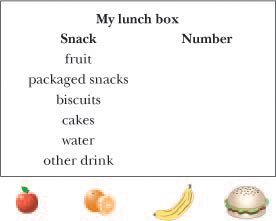 My lunch box
Snack Number
fruit
packaged snacks
biscuits
cakes
water
other drink